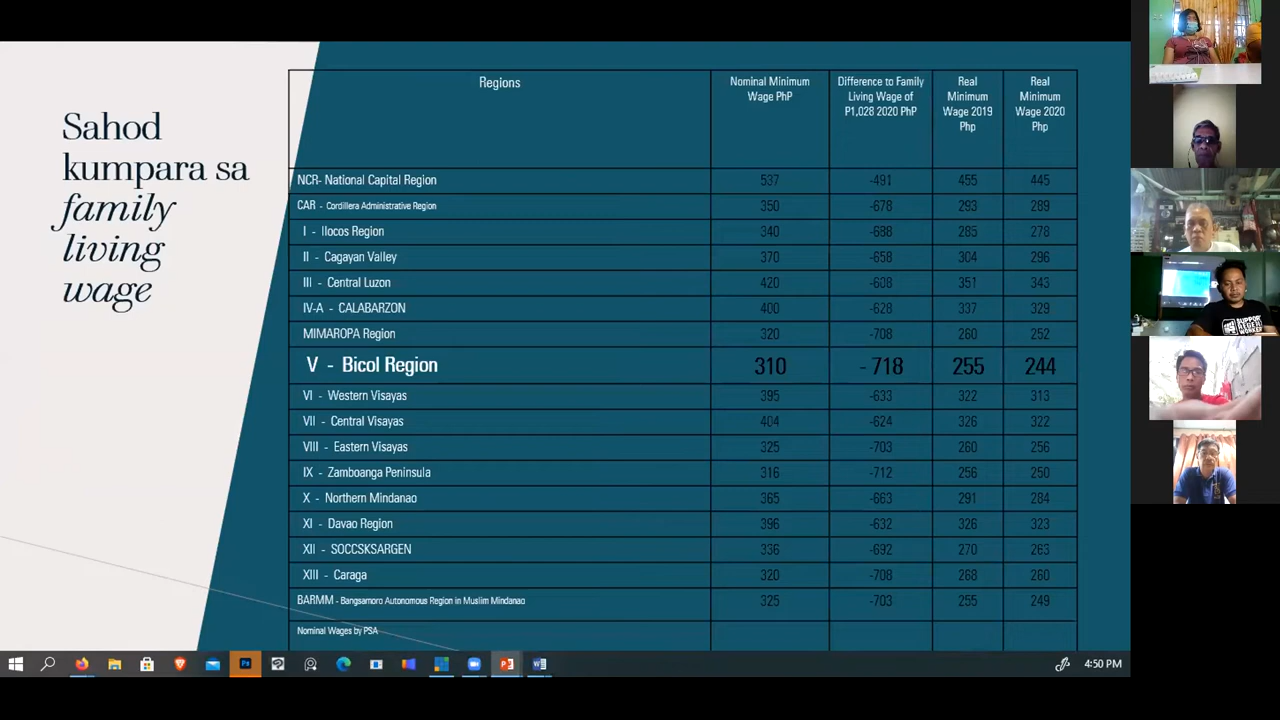 Sahod
kumpara sa
family
living
wage
Regions
Nominal Minimum
Wage PhP
Difference to Family
Living Wage of
P1,028 2020 PhP
Real
Minimum
Wage 2019
Php
Real
Minimum
Wage 2020
Php
NCR- National Capital Region 537 -491 455 445
CAR - Cordillera Administrative Region 350 -678 293 289
I - Ilocos Region 340 -688 285 278
II - Cagayan Valley 370 -658 304 296
III - Central Luzon 420 -608 351 343
IV-A - CALABARZON 400 -628 337 329
MIMAROPA Region 320 -708 260 252
V - Bicol Region 310 - 718 255 244
VI - Western Visayas 395 -633 322 313
VII - Central Visayas 404 -624 326 322
VIII - Eastern Visayas 325 -703 260 256
IX - Zamboanga Peninsula 316 -712 256 250
X - Northern Mindanao 365 -663 291 284
XI - Davao Region 396 -632 326 323
XII - SOCCSKSARGEN 336 -692 270 263
XIII - Caraga 320 -708 268 260
BARMM - Bangsamoro Autonomous Region in Muslim Mindanao 325 -703 255 249
Nominal Wages by PSA
4:50 PM
SUPPORT